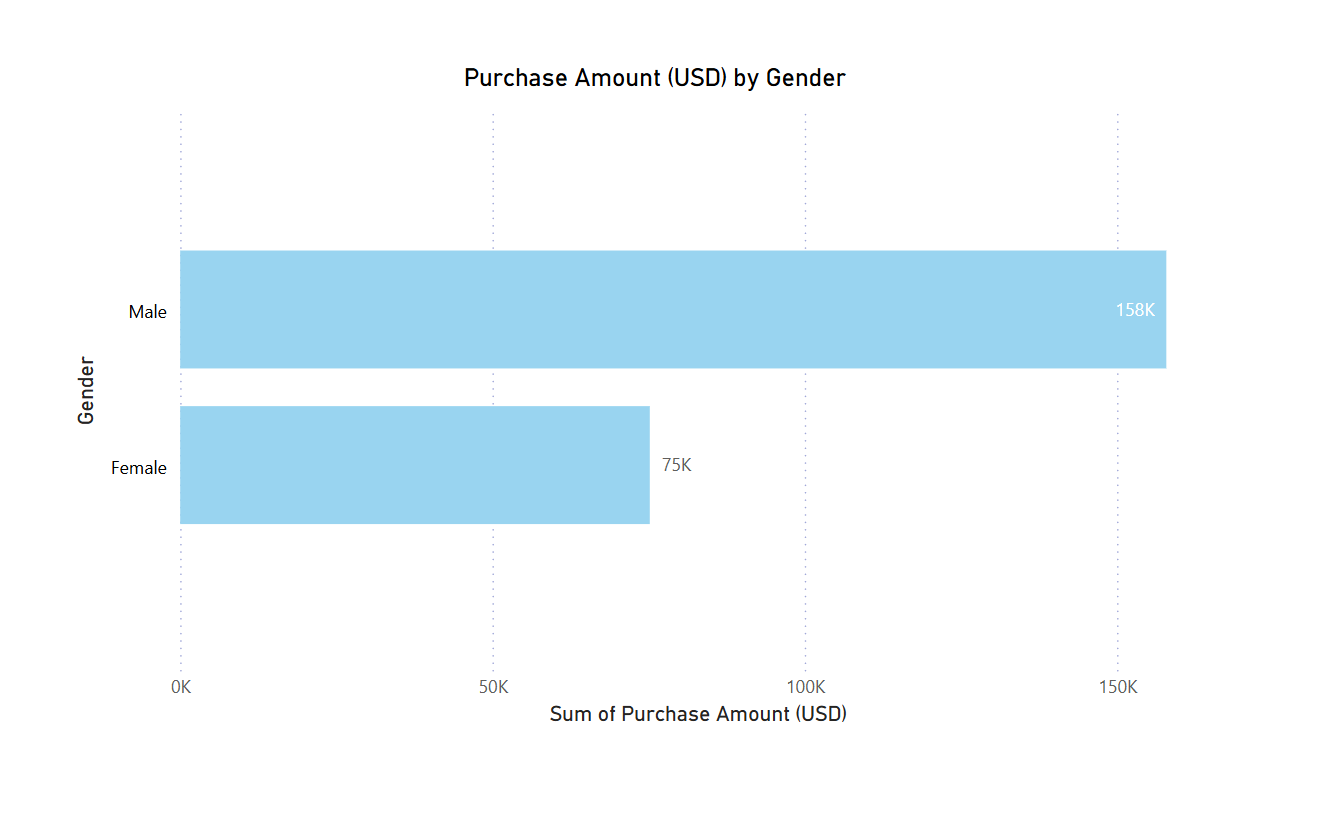 Purchase Amount (USD) by Gender
Gender
Male
158K
Female
75K
0K 50K 100K 150K
Sum of Purchase Amount (USD)